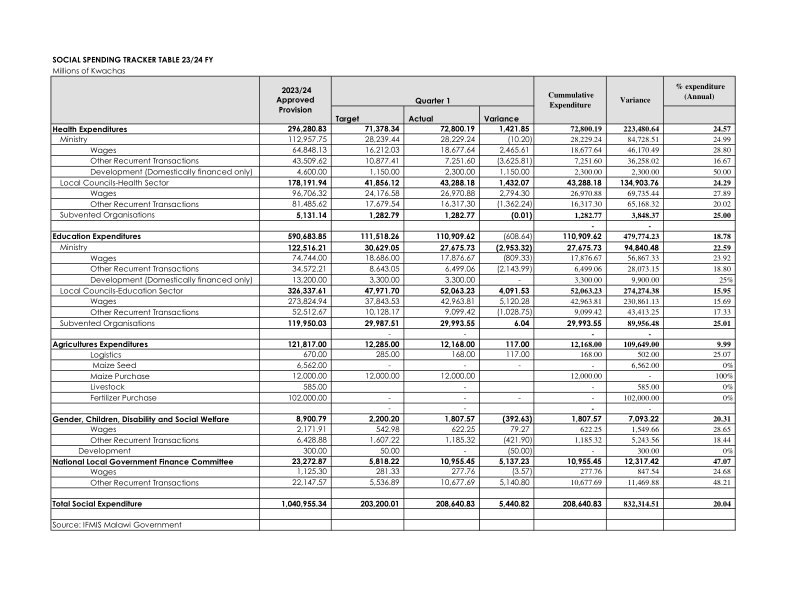 SOCIAL SPENDING TRACKER TABLE 23/24 FY
Millions of Kwachas
2023/24 Approved Provision Quarter 1 Cummulative Expenditure Variance % expenditure (Annual)
Target Actual Variance
Health Expenditures 296,280.83 71,378.34 72,800.19 1,421.85 72,800.19 223,480.64 24.57
Ministry 112,957.75 28,239.44 28,229.24 (10.20) 28,229.24 84,728.51 24.99
Wages 64,848.13 16,212.03 18,677.64 2,465.61 18,677.64 46,170.49 28.80
Other Recurrent Transactions 43,509.62 10,877.41 7,251.60 (3,625.81) 7,251.60 36,258.02 16.67
Development (Domestically financed only) 4,600.00 1,150.00 2,300.00 1,150.00 2,300.00 2,300.00 50.00
Local Councils-Health Sector 178,191.94 41,856.12 43,288.18 1,432.07 43,288.18 134,903.76 24.29
Wages 96,706.32 24,176.58 26,970.88 2,794.30 26,970.88 69,735.44 27.89
Other Recurrent Transactions 81,485.62 17,679.54 16,317.30 (1,362.24) 16,317.30 65,168.32 20.02
Subvented Organisations 5,131.14 1,282.79 1,282.77 (0.01) 1,282.77 3,848.37 25.00
- -
Education Expenditures 590,683.85 111,518.26 110,909.62 (608.64) 110,909.62 479,774.23 18.78
Ministry 122,516.21 30,629.05 27,675.73 (2,953.32) 27,675.73 94,840.48 22.59
Wages 74,744.00 18,686.00 17,876.67 (809.33) 17,876.67 56,867.33 23.92
Other Recurrent Transactions 34,572.21 8,643.05 6,499.06 (2,143.99) 6,499.06 28,073.15 18.80
Development (Domestically financed only) 13,200.00 3,300.00 3,300.00 3,300.00 9,900.00 25%
Local Councils-Education Sector 326,337.61 47,971.70 52,063.23 4,091.53 52,063.23 274,274.38 15.95
Wages 273,824.94 37,843.53 42,963.81 5,120.28 42,963.81 230,861.13 15.69
Other Recurrent Transactions 52,512.67 10,128.17 9,099.42 (1,028.75) 9,099.42 43,413.25 17.33
Subvented Organisations 119,950.03 29,987.51 29,993.55 6.04 29,993.55 89,956.48 25.01
- - - -
Agricultures Expenditures 121,817.00 12,285.00 12,168.00 117.00 12,168.00 109,649.00 9.99
Logistics 670.00 285.00 168.00 117.00 168.00 502.00 25.07
Maize Seed 6,562.00 - - - - 6,562.00 0%
Maize Purchase 12,000.00 12,000.00 12,000.00 12,000.00 - 100%
Livestock 585.00 - - 585.00 0%
Fertilizer Purchase 102,000.00 - - - 102,000.00 0%
- - - -
Gender, Children, Disability and Social Welfare 8,900.79 2,200.20 1,807.57 (392.63) 1,807.57 7,093.22 20.31
Wages 2,171.91 542.98 622.25 79.27 622.25 1,549.66 28.65
Other Recurrent Transactions 6,428.88 1,607.22 1,185.32 (421.90) 1,185.32 5,243.56 18.44
Development 300.00 50.00 - (50.00) - 300.00 0%
National Local Government Finance Committee 23,272.87 5,818.22 10,955.45 5,137.23 10,955.45 12,317.42 47.07
Wages 1,125.30 281.33 277.76 (3.57) 277.76 847.54 24.68
Other Recurrent Transactions 22,147.57 5,536.89 10,677.69 5,140.80 10,677.69 11,469.88 48.21
Total Social Expenditure 1,040,955.34 203,200.01 208,640.83 5,440.82 208,640.83 832,314.51 20.04
Source: IFMIS Malawi Government